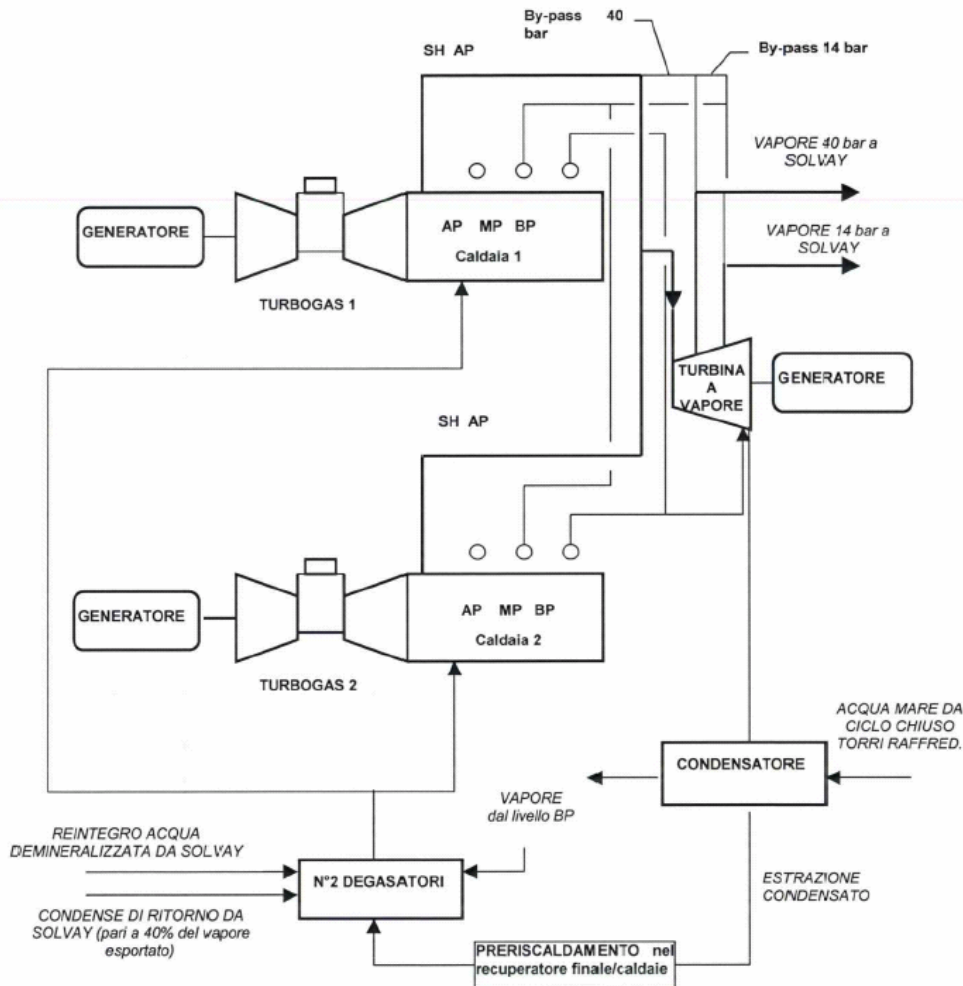 By-pass 40
bar
By-pass 14 bar
SH AP
VAPORE 40 bar a
SOLVAY
GENERATORE
AP MP BP
Caldaia 1
VAPORE 14 bar a
SOLVAY
TURBOGAS 1
TURBINA
A
VAPORE
GENERATORE
SH AP
GENERATORE
AP MP BP
Caldaia 2
TURBOGAS 2
ACQUA MARE DA
CICLO CHIUSO
TORRI RAFFRED.
CONDENSATORE
VAPORE
dal livello BP
REINTEGRO ACQUA
DEMINERALIZZATA DA SOLVAY
N°2 DEGASATORI
ESTRAZIONE
CONDENSATO
CONDENSE DI RITORNO DA
SOLVAY (pari a 40% del vapore
esportato)
PRERISCALDAMENTO nel
recuperatore finale/caldaie